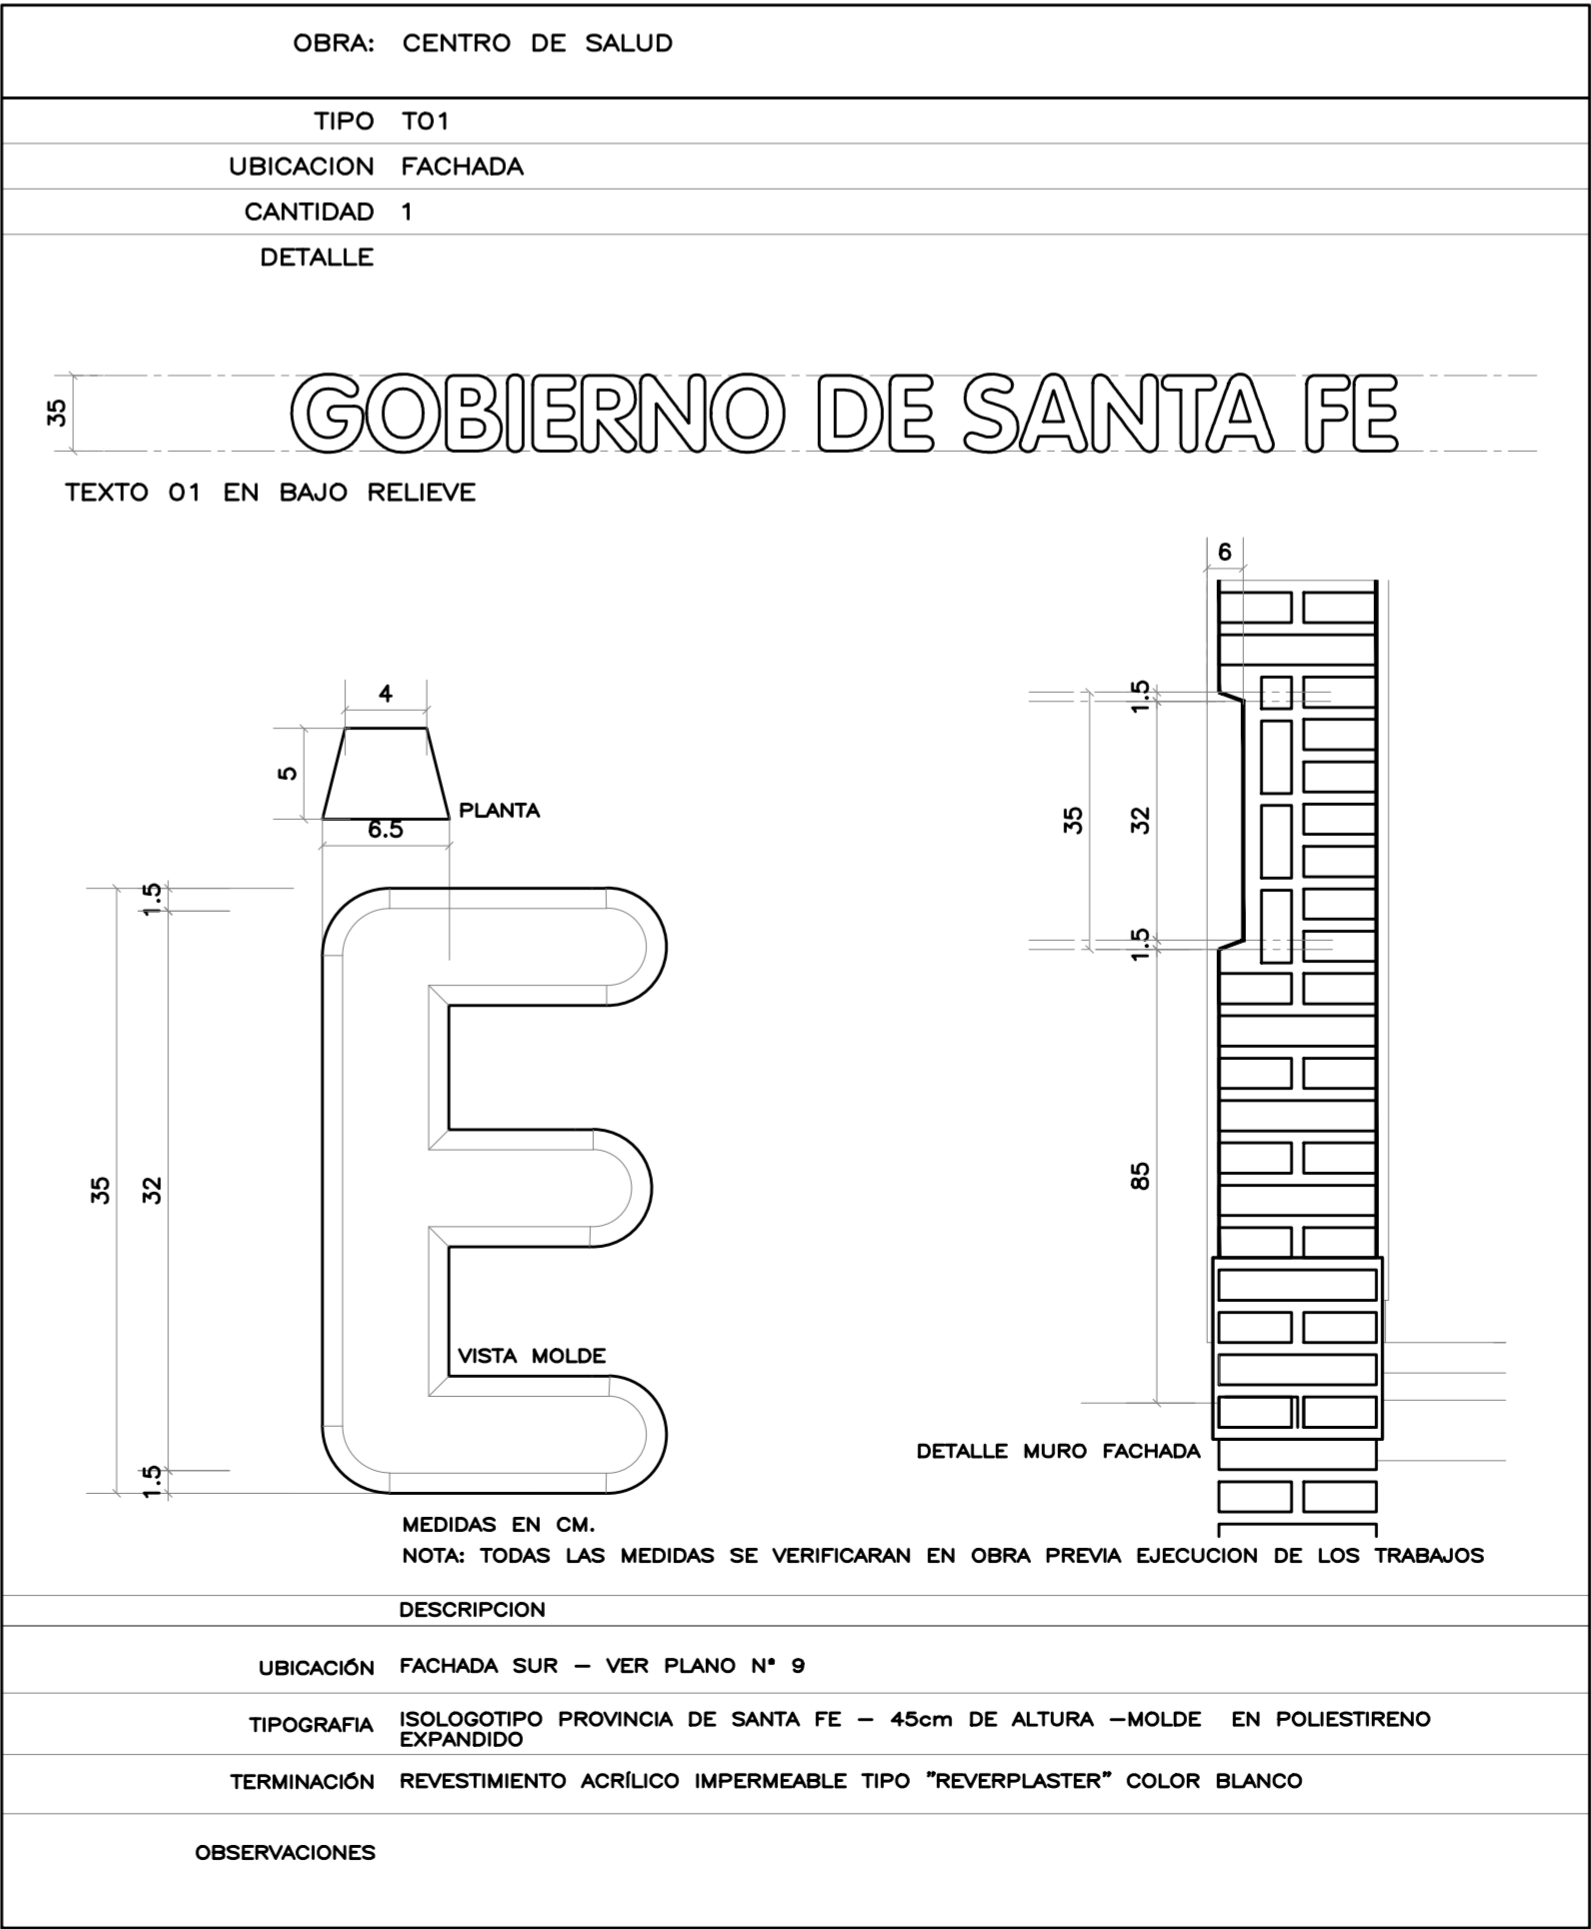 OBRA: CENTRO DE SALUD
TIPO T01
UBICACION FACHADA
CANTIDAD 1
DETALLE
35
GOBIERNO DE SANTA FE
TEXTO 01 EN BAJO RELIEVE
6
4
5
PLANTA
6.5
1.5
35
32
1.5
VISTA MOLDE
1.5
35
32
1.5
85
DETALLE MURO FACHADA
MEDIDAS EN CM.
NOTA: TODAS LAS MEDIDAS SE VERIFICARAN EN OBRA PREVIA EJECUCION DE LOS TRABAJOS
DESCRIPCION
UBICACIÓN FACHADA SUR – VER PLANO N° 9
TIPOGRAFIA ISOLOGOTIPO PROVINCIA DE SANTA FE – 45cm DE ALTURA –MOLDE EN POLIESTIRENO
EXPANDIDO
TERMINACIÓN REVESTIMIENTO ACRÍLICO IMPERMEABLE TIPO "REVERPLASTER" COLOR BLANCO
OBSERVACIONES